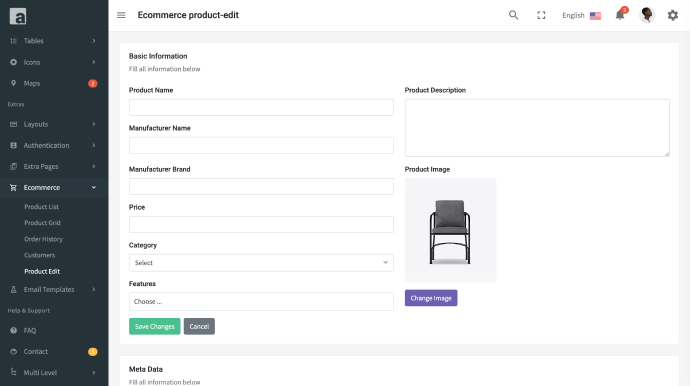 a
Ecommerce product-edit
English
3
Tables
Icons
Maps
2
Extras
Layouts
Authentication
Extra Pages
Ecommerce
Product List
Product Grid
Order History
Customers
Product Edit
Email Templates
Help & Support
FAQ
Contact
Multi Level
Basic Information
Fill all information below
Product Name
Manufacturer Name
Manufacturer Brand
Price
Category
Select
Features
Choose ...
Save Changes
Cancel
Product Description
Product Image
Change Image
Meta Data
Fill all information below